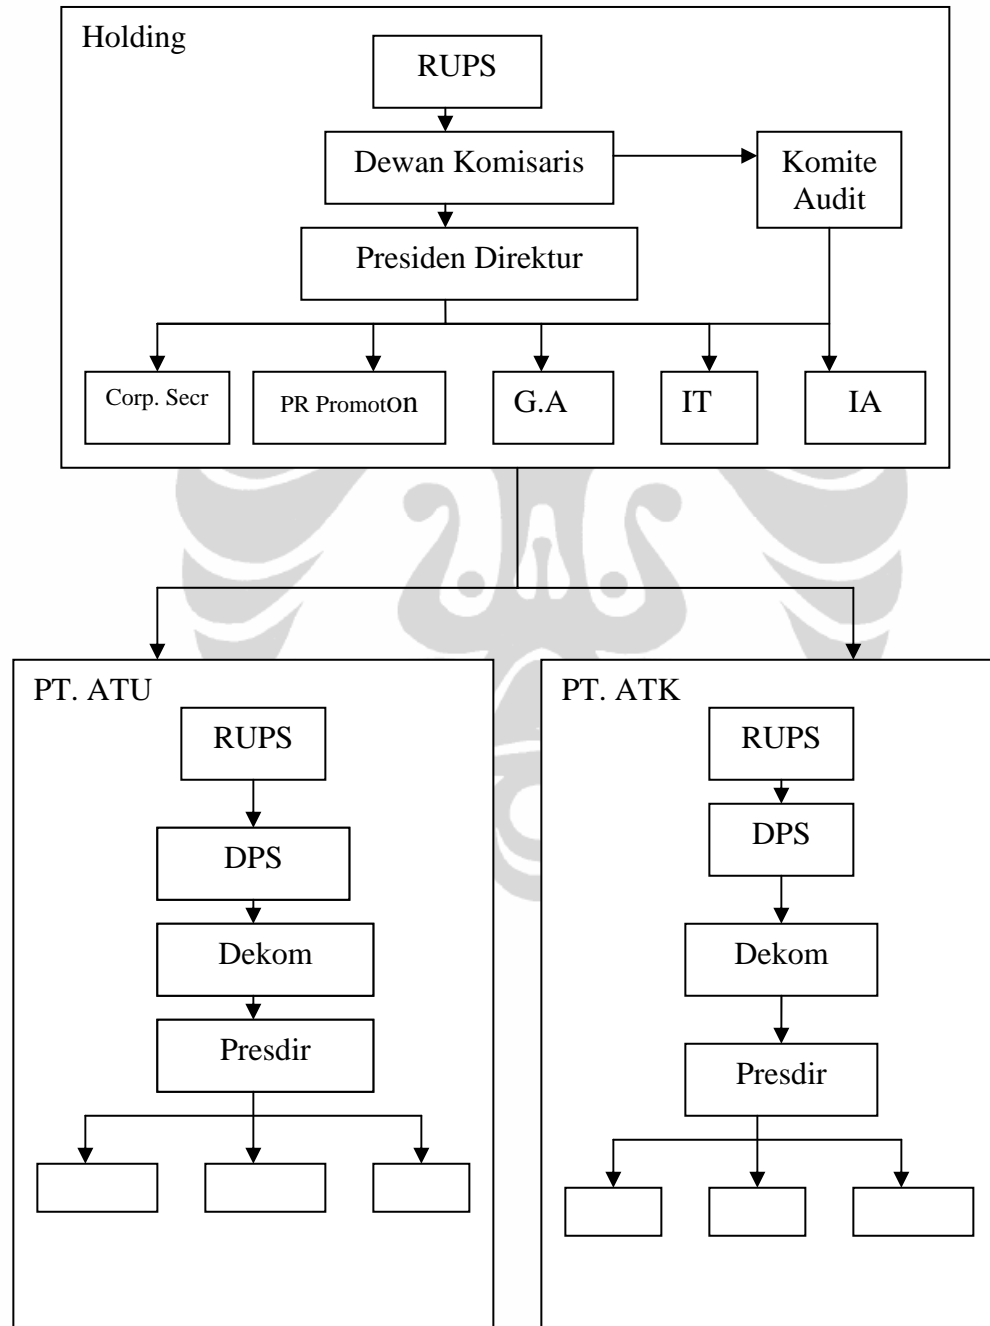 Holding
RUPS
Dewan Komisaris
Komite
Audit
Presiden Direktur
Corp. Secr
PR Promoton
G.A
IT
IA
PT. ATU
RUPS
DPS
Dekom
Presdir
PT. ATK
RUPS
DPS
Dekom
Presdir